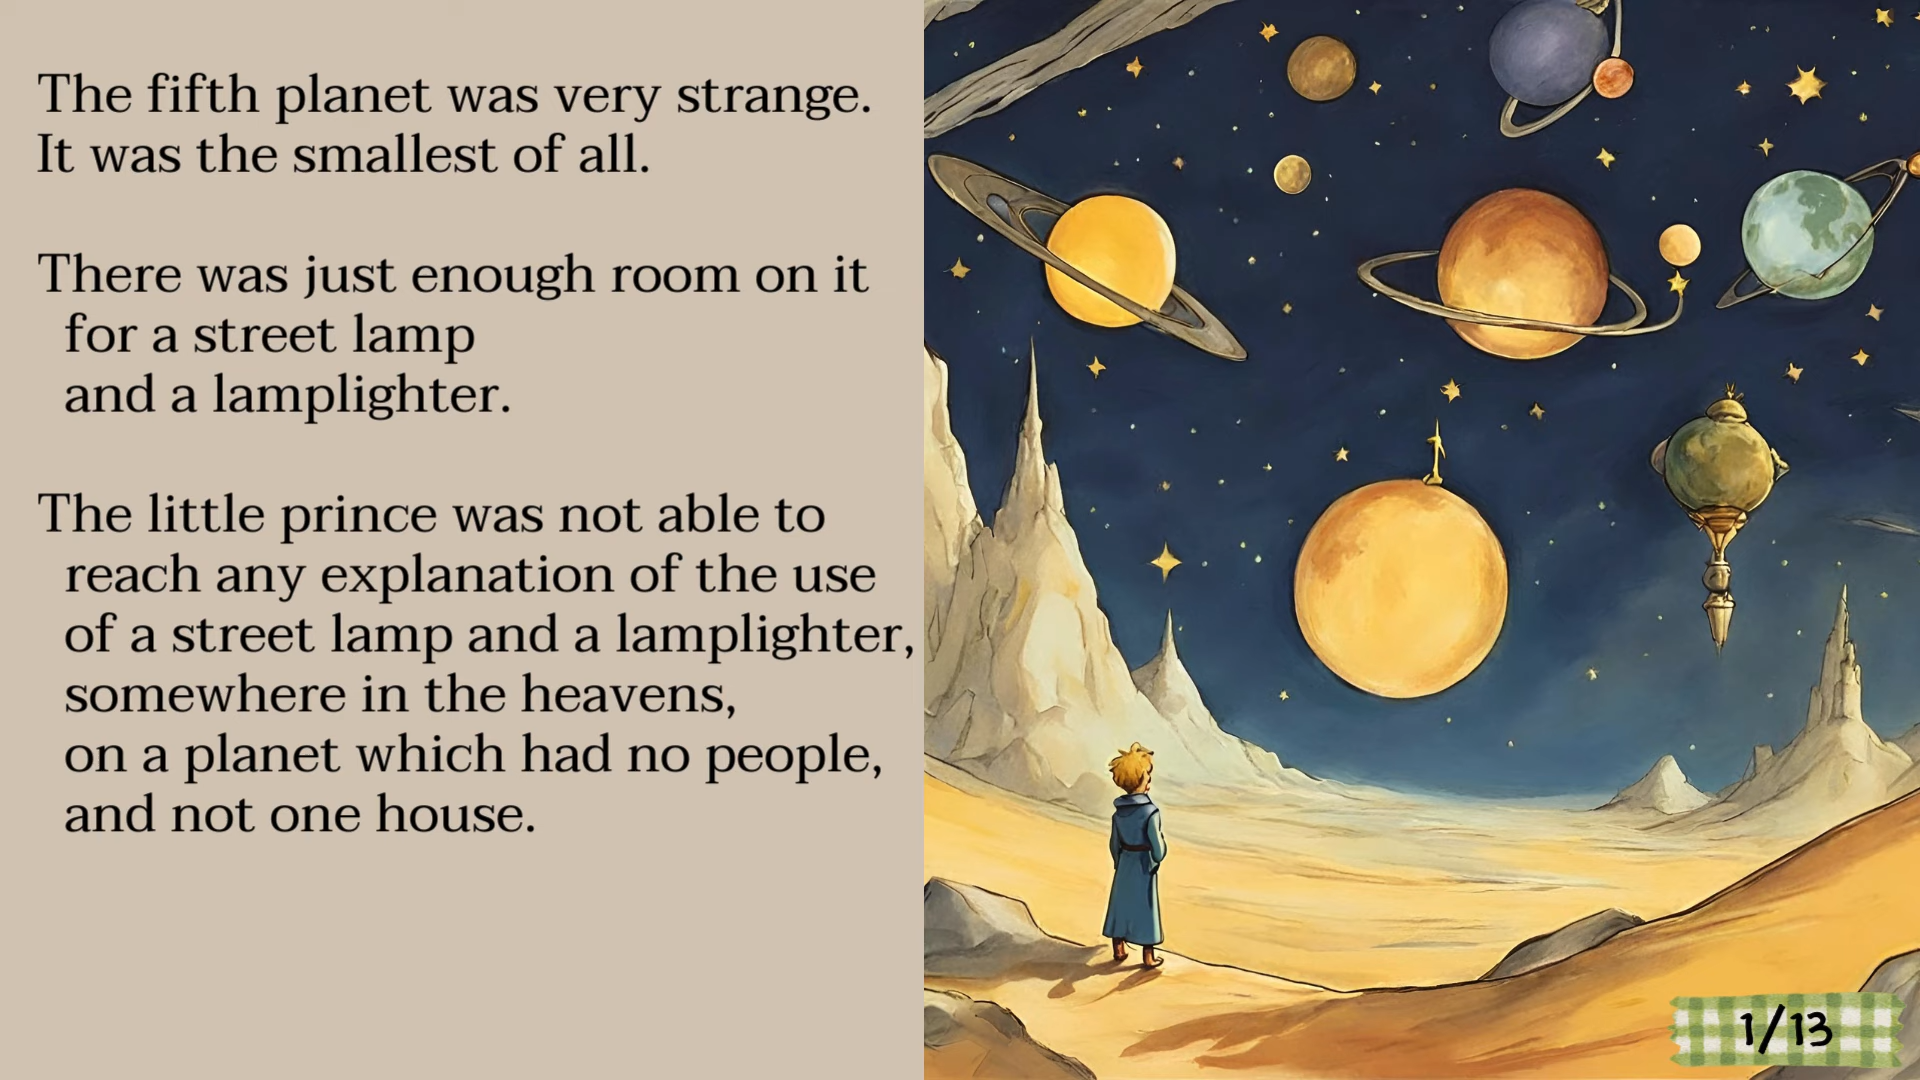 The fifth planet was very strange.
It was the smallest of all.
There was just enough room on it
for a street lamp
and a lamplighter.
The little prince was not able to
reach any explanation of the use
of a street lamp and a lamplighter,
somewhere in the heavens,
on a planet which had no people,
and not one house.
1/13